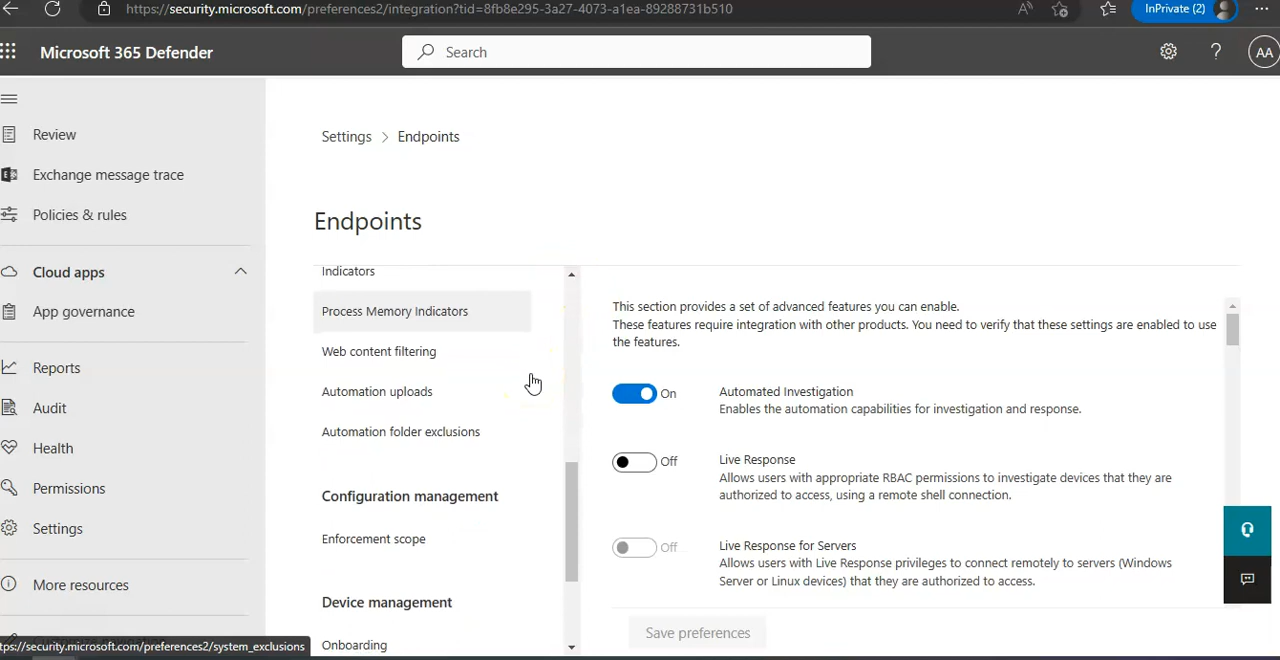 https://security.microsoft.com/preferences2/integration?tid=8fb8e295-3a27-4073-a1ea-89288731b510
InPrivate (2)
Microsoft 365 Defender
Search
?
AA
Review
Exchange message trace
Policies & rules
Cloud apps
App governance
Reports
Audit
Health
Permissions
Settings
More resources
tps://security.microsoft.com/preferences2/system_exclusions
Settings > Endpoints
Endpoints
Indicators
Process Memory Indicators
Web content filtering
Automation uploads
Automation folder exclusions
Configuration management
Enforcement scope
Device management
Onboarding
This section provides a set of advanced features you can enable.
These features require integration with other products. You need to verify that these settings are enabled to use
the features.
On
Automated Investigation
Enables the automation capabilities for investigation and response.
Off
Live Response
Allows users with appropriate RBAC permissions to investigate devices that they are
authorized to access, using a remote shell connection.
Off
Live Response for Servers
Allows users with Live Response privileges to connect remotely to servers (Windows
Server or Linux devices) that they are authorized to access.
Save preferences